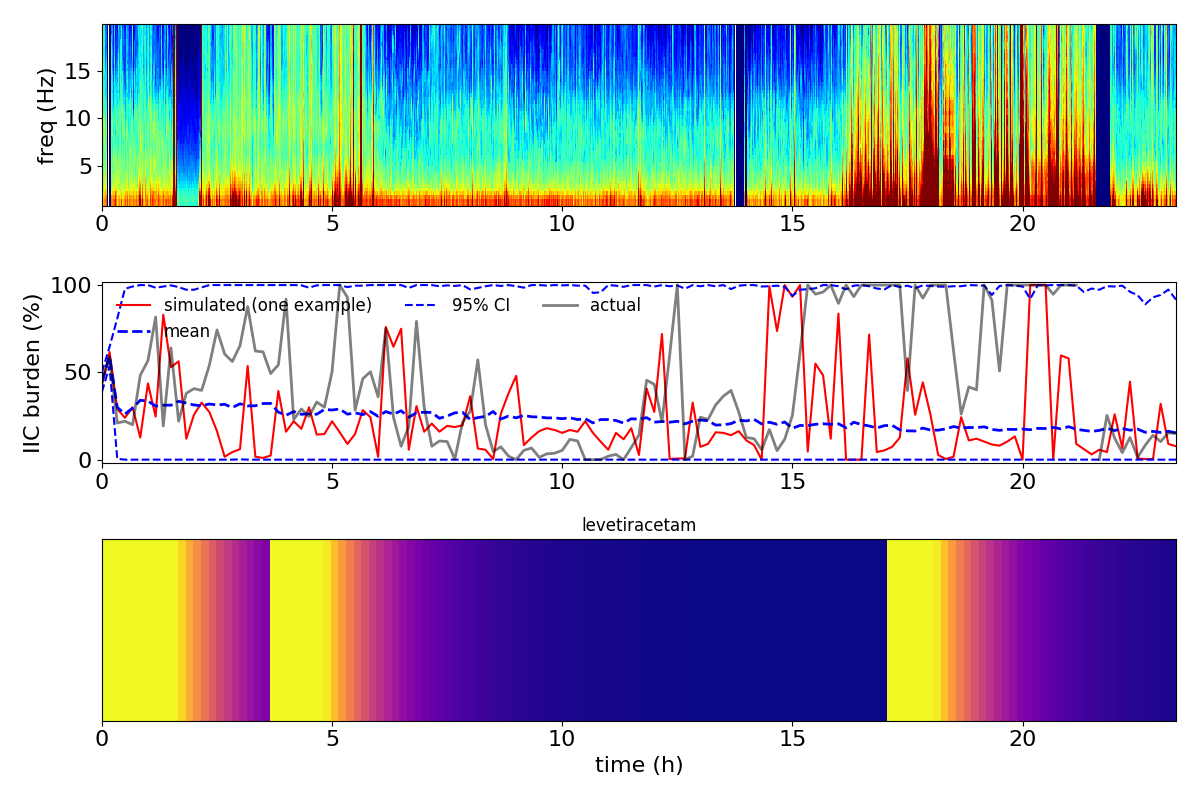 freq (Hz)
15
10
5
0 5 10 15 20
IIC burden (%)
100
50
0
simulated (one example) 95% CI actual
mean
0 5 10 15 20
levetiracetam
0 5 10 15 20
time (h)